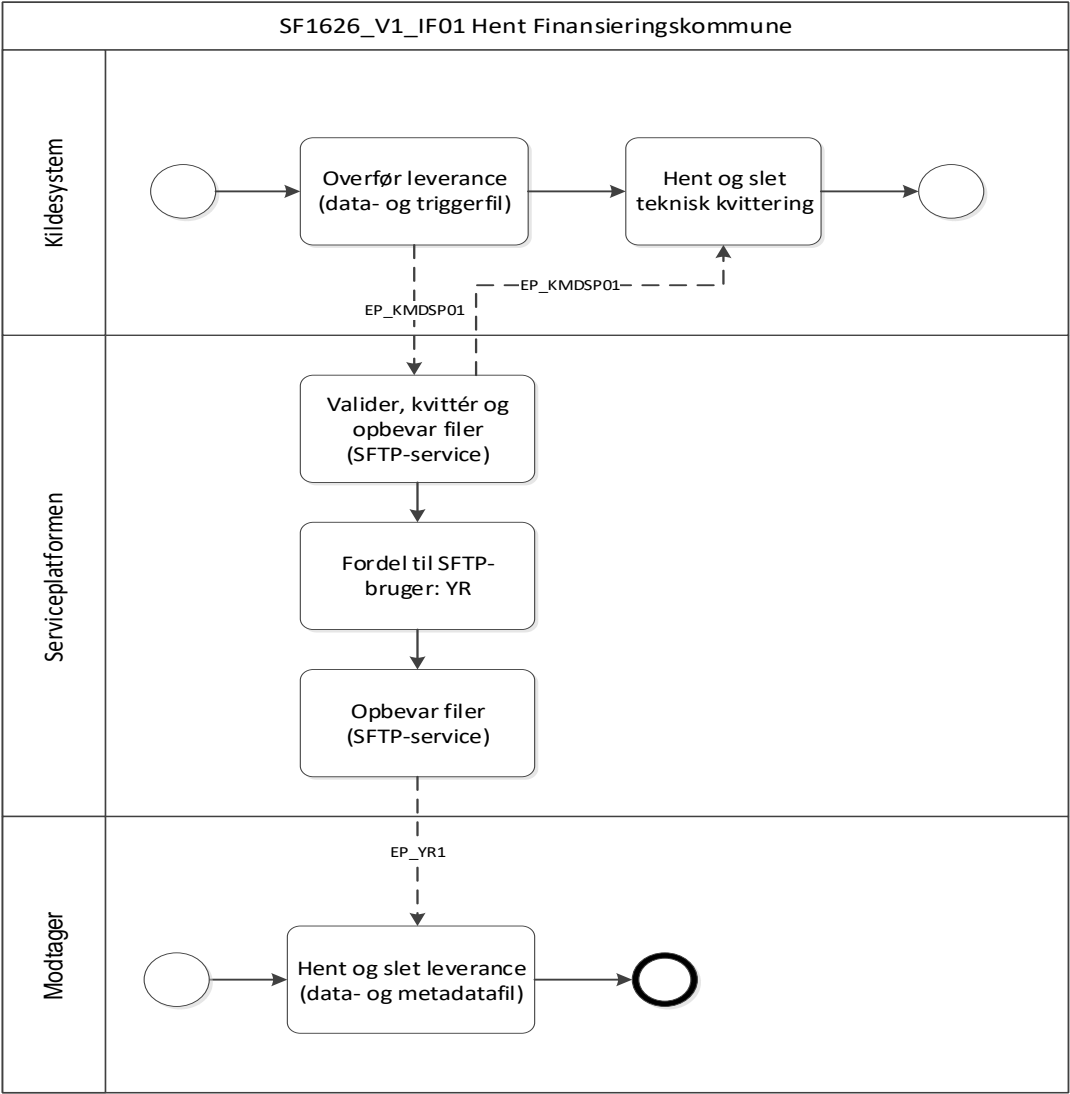 SF1626_V1_IF01 Hent Finansieringskommune
Kildesystem
Overfør leverance
(data- og triggerfil)
Hent og slet
teknisk kvittering
EP_KMDSP01
EP_KMDSP01
Serviceplatformen
Valider, kvittér og
opbevar filer
(SFTP-service)
Fordel til SFTP-
bruger: YR
Opbevar filer
(SFTP-service)
Modtager
EP_YR1
Hent og slet leverance
(data- og metadatafil)